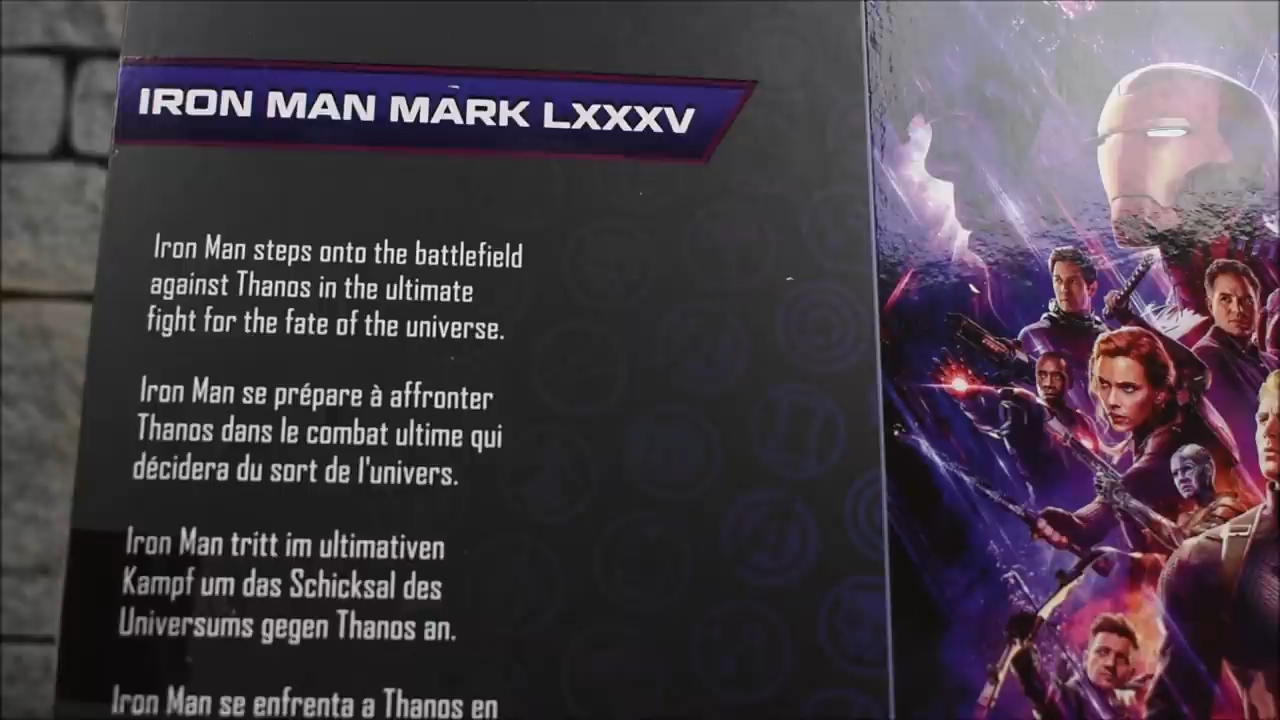 IRON MAN MARK LXXXV
Iron Man steps onto the battlefield
against Thanos in the ultimate
fight for the fate of the universe.
Iron Man se prépare à affronter
Thanos dans le combat ultime qui
décidera du sort de l'univers.
Iron Man tritt im ultimativen
Kampf um das Schicksal des
Universums gegen Thanos an.
Iron Man se enfrenta a Thanos en